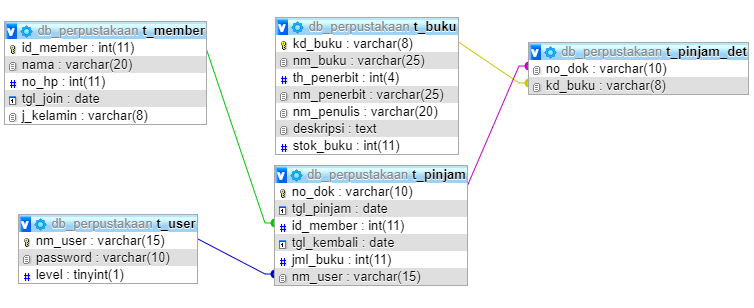 db_perpustakaan t_member
id_member : int(11)
nama : varchar(20)
no_hp : int(11)
tgl_join : date
j_kelamin : varchar(8)
db_perpustakaan t_buku
kd_buku : varchar(8)
nm_buku : varchar(25)
th_penerbit : int(4)
nm_penerbit : varchar(25)
nm_penulis : varchar(20)
deskripsi : text
stok_buku : int(11)
db_perpustakaan t_pinjam_det
no_dok : varchar(10)
kd_buku : varchar(8)
db_perpustakaan t_pinjam
no_dok : varchar(10)
tgl_pinjam : date
id_member : int(11)
tgl_kembali : date
jml_buku : int(11)
nm_user : varchar(15)
db_perpustakaan t_user
nm_user : varchar(15)
password : varchar(10)
level : tinyint(1)